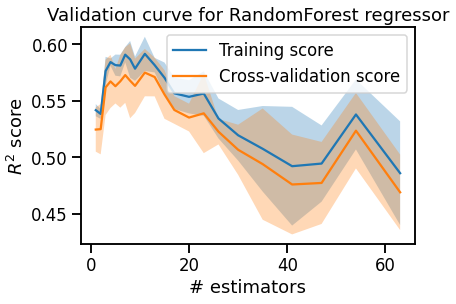 Validation curve for RandomForest regressor
Training score
Cross-validation score
0.60
0.55
0.50
0.45
R² score
0 20 40 60
# estimators